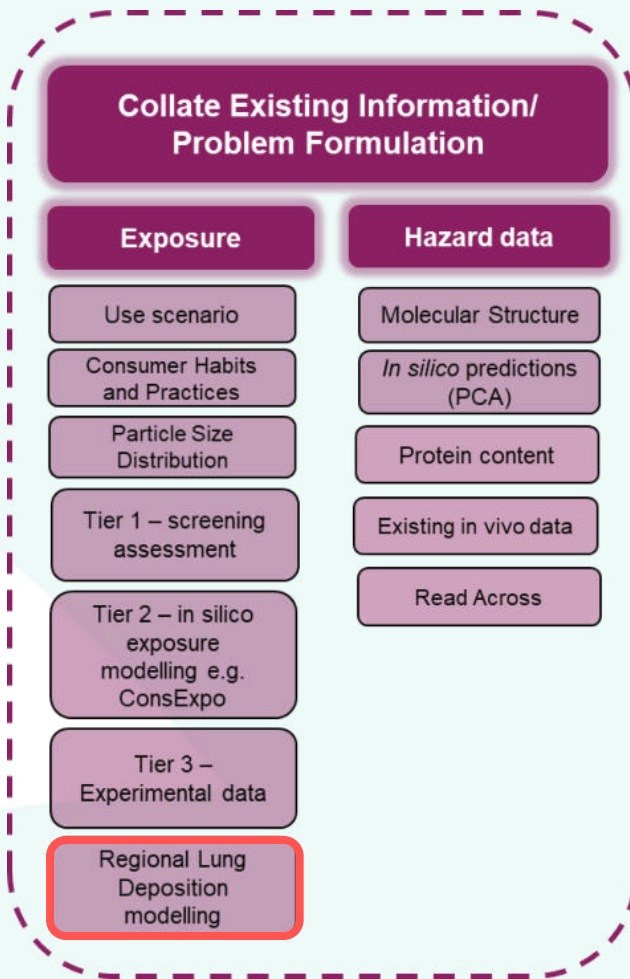 Collate Existing Information/
Problem Formulation
Exposure
Use scenario
Consumer Habits
and Practices
Particle Size
Distribution
Tier 1 – screening
assessment
Tier 2 – in silico
exposure
modelling e.g.
ConsExpo
Tier 3 –
Experimental data
Regional Lung
Deposition
modelling
Hazard data
Molecular Structure
In silico predictions
(PCA)
Protein content
Existing in vivo data
Read Across